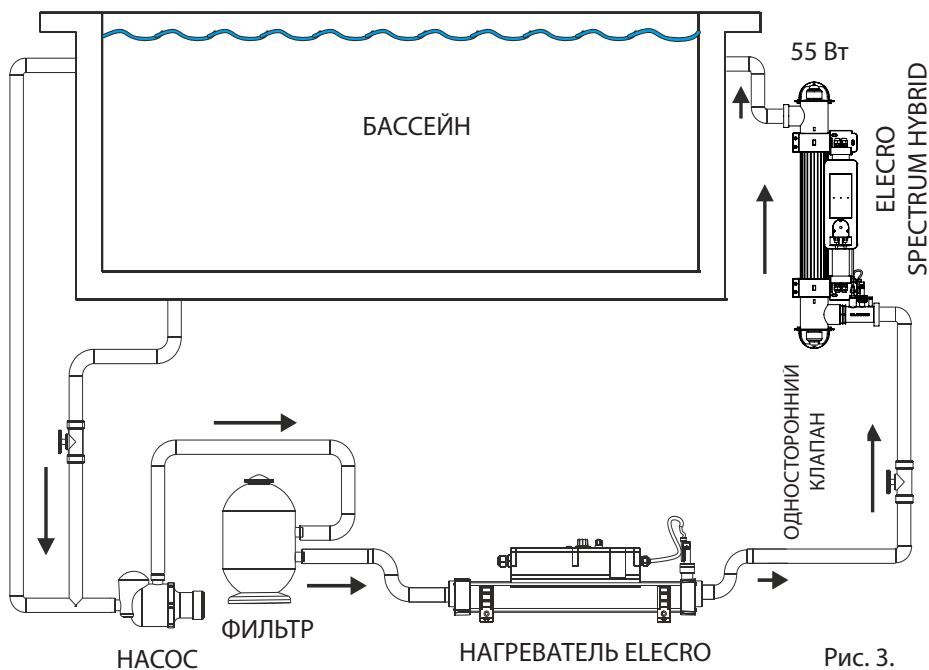 55 Вт
БАССЕЙН
ELECRO
SPECTRUM HYBRID
ОДНОСТОРОННИЙ
КЛАПАН
ФИЛЬТР
НАСОС
НАГРЕВАТЕЛЬ ELECRO
Рис. 3.